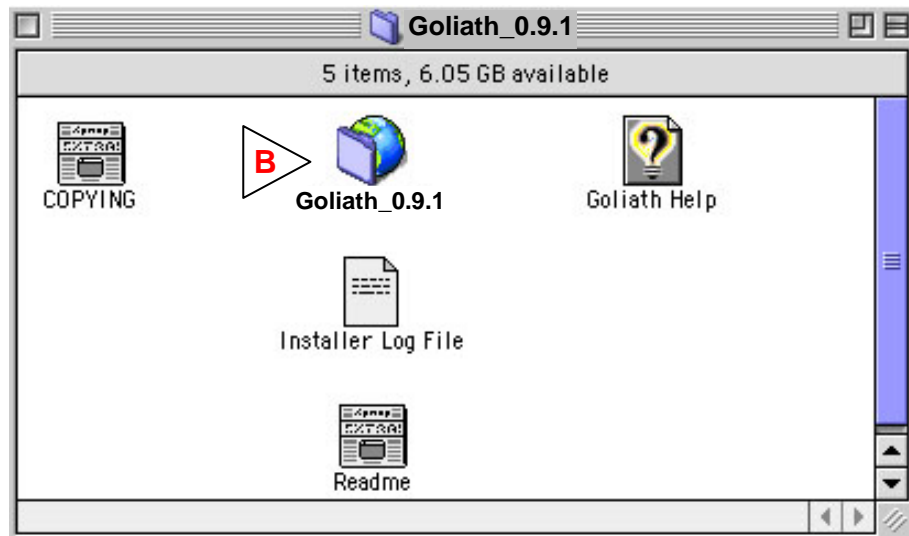 Goliath_0.9.1
5 items, 6.05 GB available
COPYING
B
Goliath_0.9.1
Goliath Help
Installer Log File
Readme